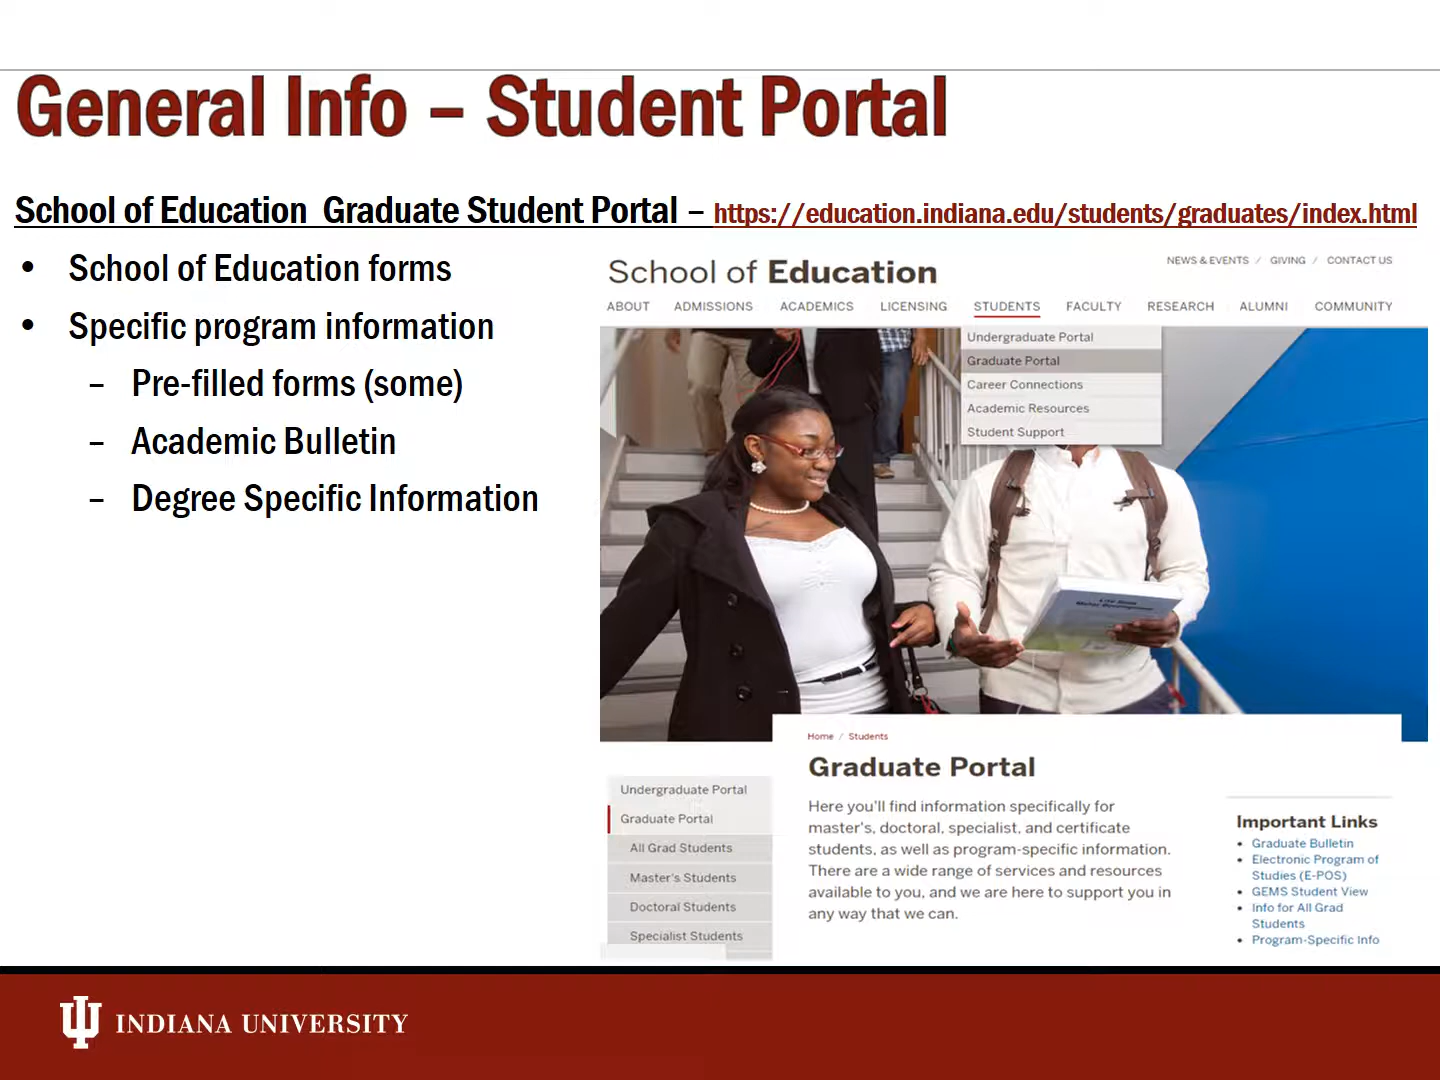 General Info – Student Portal
School of Education  Graduate Student Portal – https://education.indiana.edu/students/graduates/index.html
• School of Education forms
• Specific program information
– Pre-filled forms (some)
– Academic Bulletin
– Degree Specific Information
School of Education
NEWS & EVENTS / GIVING / CONTACT US
ABOUT ADMISSIONS ACADEMICS LICENSING STUDENTS FACULTY RESEARCH ALUMNI COMMUNITY
Undergraduate Portal
Graduate Portal
Career Connections
Academic Resources
Student Support
Home / Students
Graduate Portal
Here you'll find information specifically for
master's, doctoral, specialist, and certificate
students, as well as program-specific information.
There are a wide range of services and resources
available to you, and we are here to support you in
any way that we can.
Undergraduate Portal
Graduate Portal
All Grad Students
Master's Students
Doctoral Students
Specialist Students
Important Links
• Graduate Bulletin
• Electronic Program of
Studies (E-POS)
• GEMS Student View
• Info for All Grad
Students
• Program-Specific Info
INDIANA UNIVERSITY